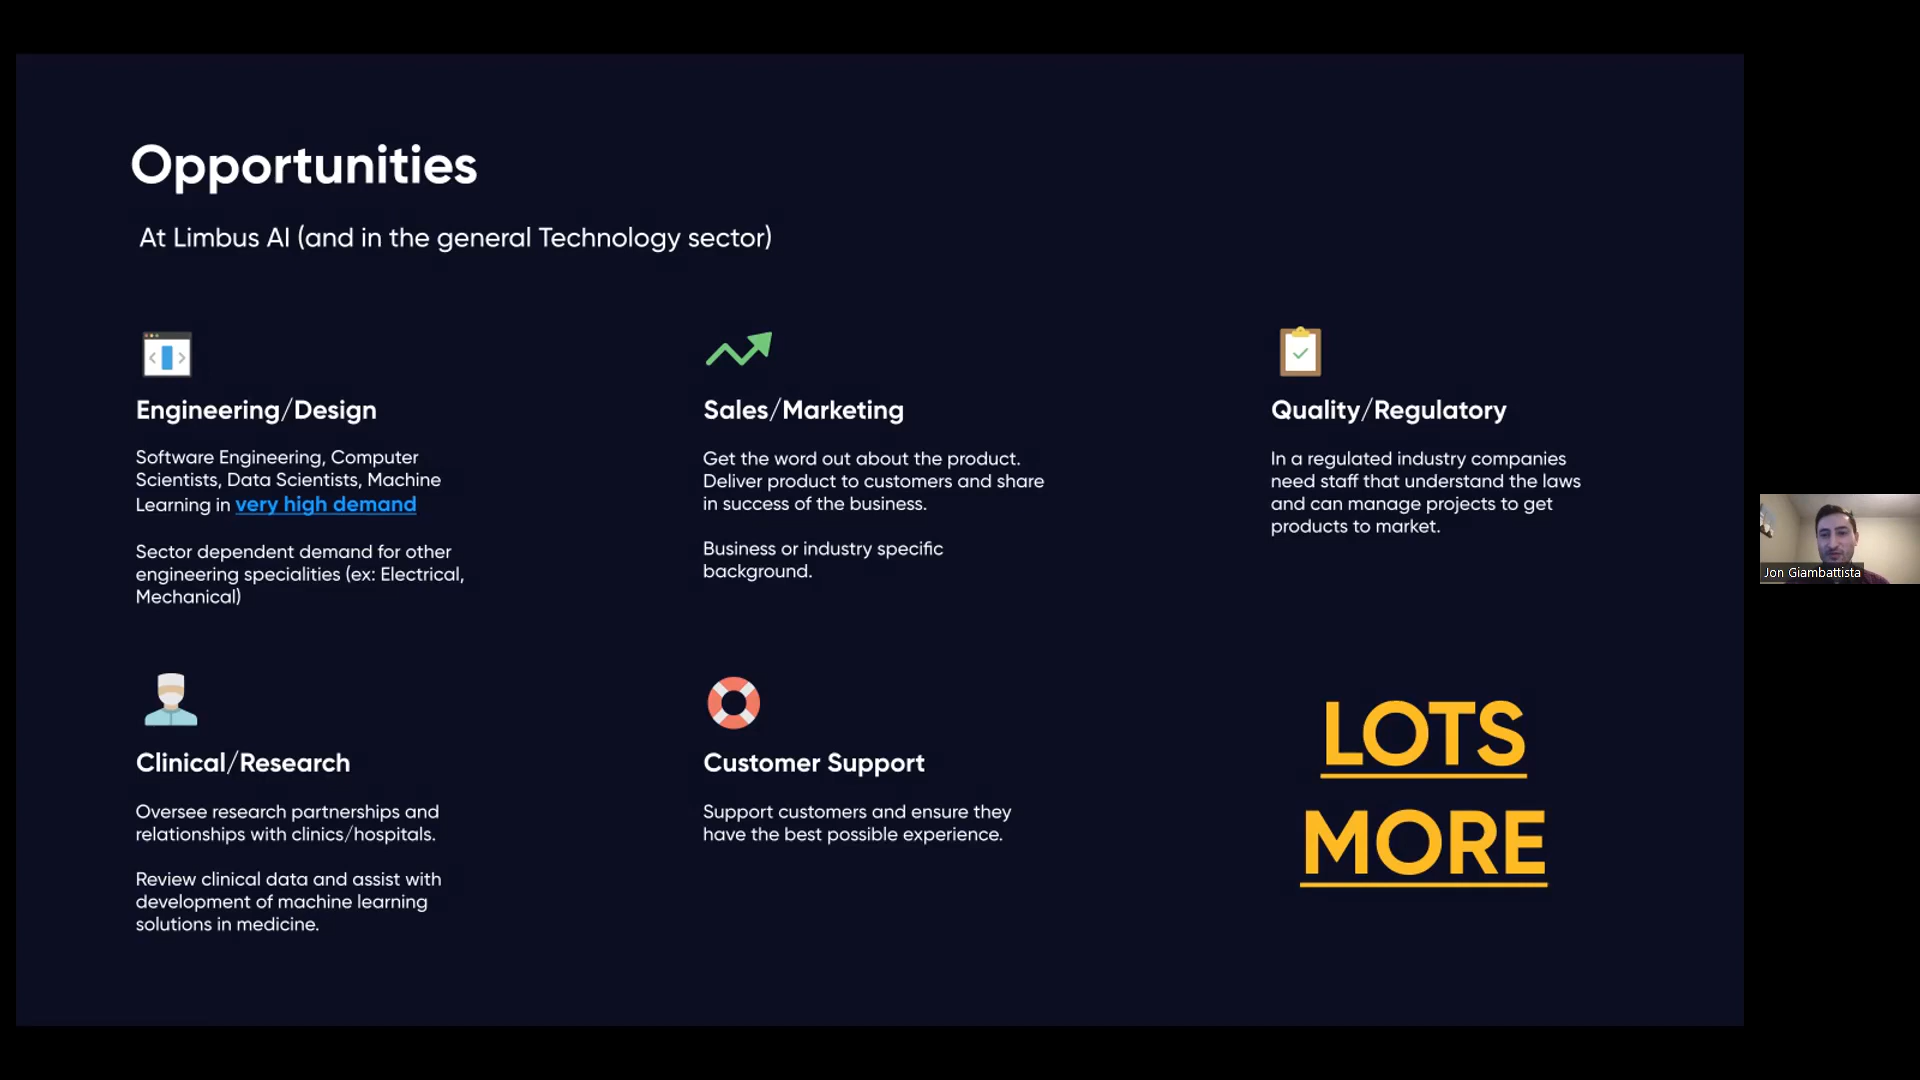 Opportunities
At Limbus AI (and in the general Technology sector)
Engineering/Design
Software Engineering, Computer
Scientists, Data Scientists, Machine
Learning in very high demand
Sector dependent demand for other
engineering specialities (ex: Electrical,
Mechanical)
Sales/Marketing
Get the word out about the product.
Deliver product to customers and share
in success of the business.
Business or industry specific
background.
Quality/Regulatory
In a regulated industry companies
need staff that understand the laws
and can manage projects to get
products to market.
Clinical/Research
Oversee research partnerships and
relationships with clinics/hospitals.
Review clinical data and assist with
development of machine learning
solutions in medicine.
Customer Support
Support customers and ensure they
have the best possible experience.
LOTS
MORE
Jon Giambattista